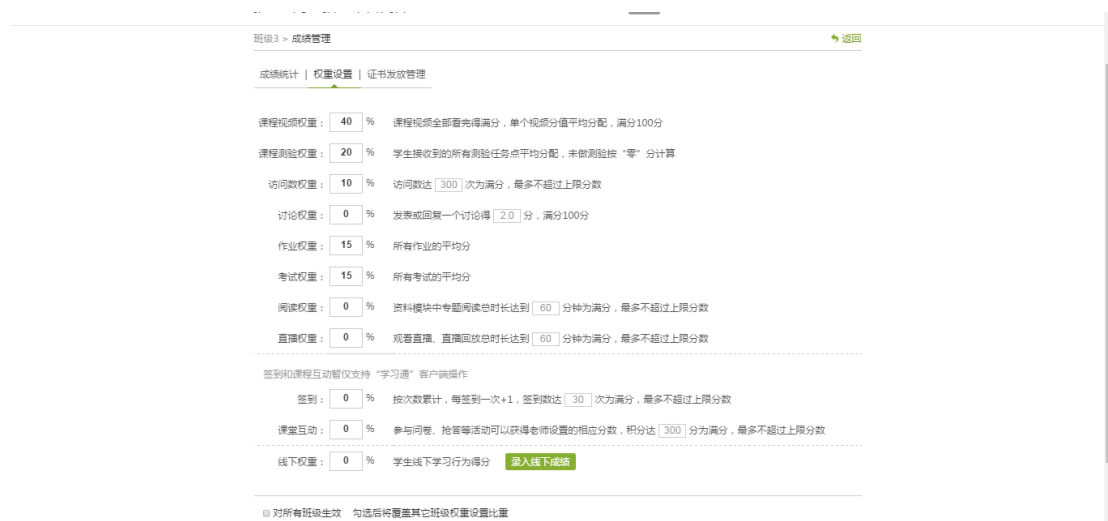 班级3 > 成绩管理 返回
成绩统计 | 权重设置 | 证书发放管理
课程视频权重： 40 % 课程视频全部看完得满分，单个视频分值平均分配，满分100分
课程测验权重： 20 % 学生接收到的所有测验任务点平均分配，未做测验按“零”分计算
访问数权重： 10 % 访问数达 300 次为满分，最多不超过上限分数
讨论权重： 0 % 发表或回复一个讨论得 2.0 分，满分100分
作业权重： 15 % 所有作业的平均分
考试权重： 15 % 所有考试的平均分
阅读权重： 0 % 资料模块中专题阅读总时长达到 60 分钟为满分，最多不超过上限分数
直播权重： 0 % 观看直播、直播回放总时长达到 60 分钟为满分，最多不超过上限分数
签到和课程互动暂仅支持“学习通”客户端操作
签到： 0 % 按次数累计，每签到一次+1，签到数达 30 次为满分，最多不超过上限分数
课堂互动： 0 % 参与问卷、抢答等活动可以获得老师设置的相应分数，积分达 300 分为满分，最多不超过上限分数
线下权重： 0 % 学生线下学习行为得分 录入线下成绩
对所有班级生效 勾选后将覆盖其它班级权重设置比重